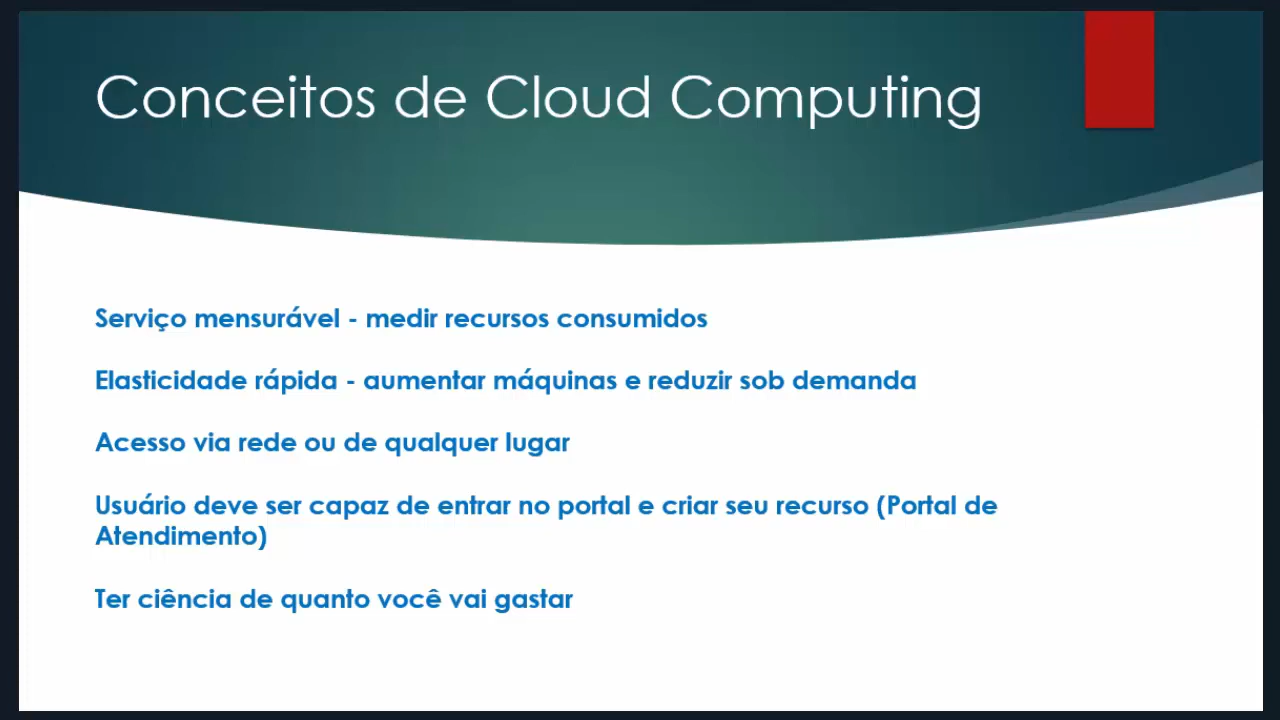 Conceitos de Cloud Computing
Serviço mensurável - medir recursos consumidos
Elasticidade rápida - aumentar máquinas e reduzir sob demanda
Acesso via rede ou de qualquer lugar
Usuário deve ser capaz de entrar no portal e criar seu recurso (Portal de
Atendimento)
Ter ciência de quanto você vai gastar